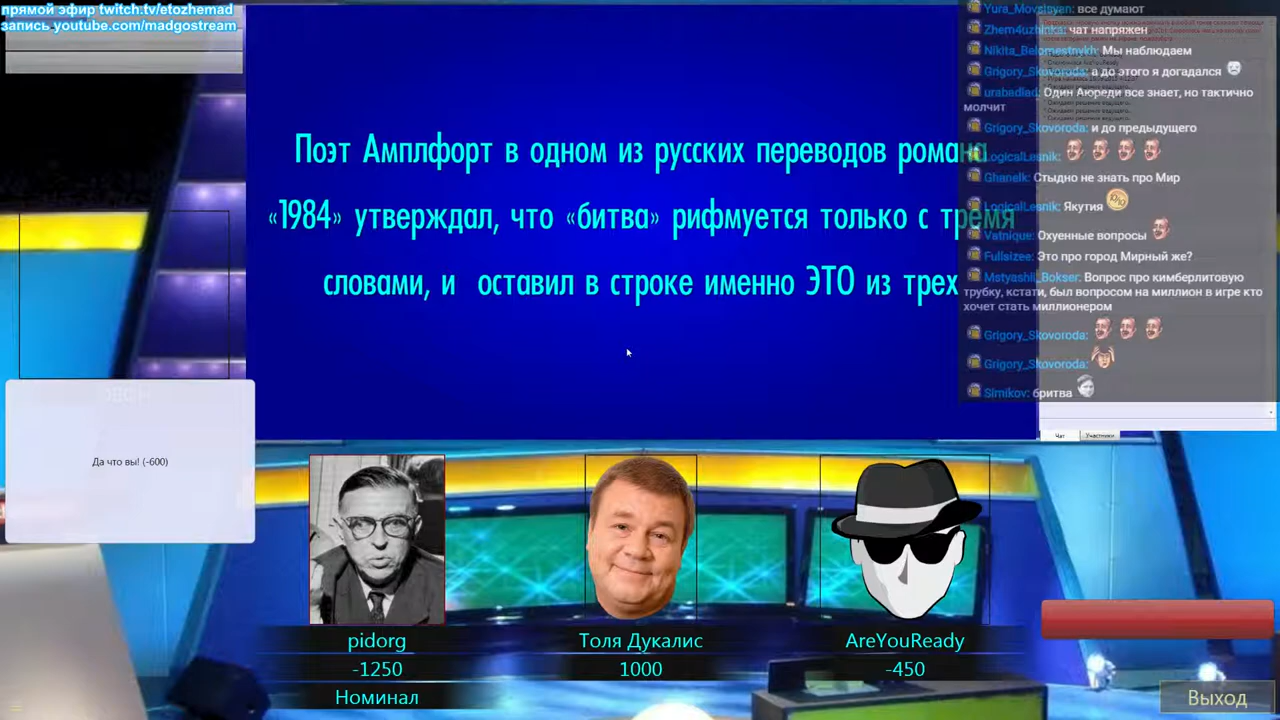 прямой эфир twitch.tv/etozhemad
запись youtube.com/madgostream
Поэт Амплфорт в одном из русских переводов романа
«1984» утверждал, что «битва» рифмуется только с тремя
словами, и оставил в строке именно ЭТО из трех
Yura_Movsisyan: все думают
Zhem4uzhinka: чат напряжен
Nikita_Belomestnykh: Мы наблюдаем
Grigory_Skovoroda: а до этого я догадался
urabadlad: Один Аюреди все знает, но тактично
молчит
Grigory_Skovoroda: и до предыдущего
LogicalLesnik:
Ghanelk: Стыдно не знать про Мир
LogicalLesnik: Якутия
Vatnique: Охуенные вопросы
Fullsizee: Это про город Мирный же?
Mstyashii_Bokser: Вопрос про кимберлитовую
трубку, кстати, был вопросом на миллион в игре кто
хочет стать миллионером
Grigory_Skovoroda:
Grigory_Skovoroda:
Simikov: бритва
Чат Участники
Да что вы! (-600)
pidorg
-1250
Номинал
Толя Дукалис
1000
AreYouReady
-450
Выход